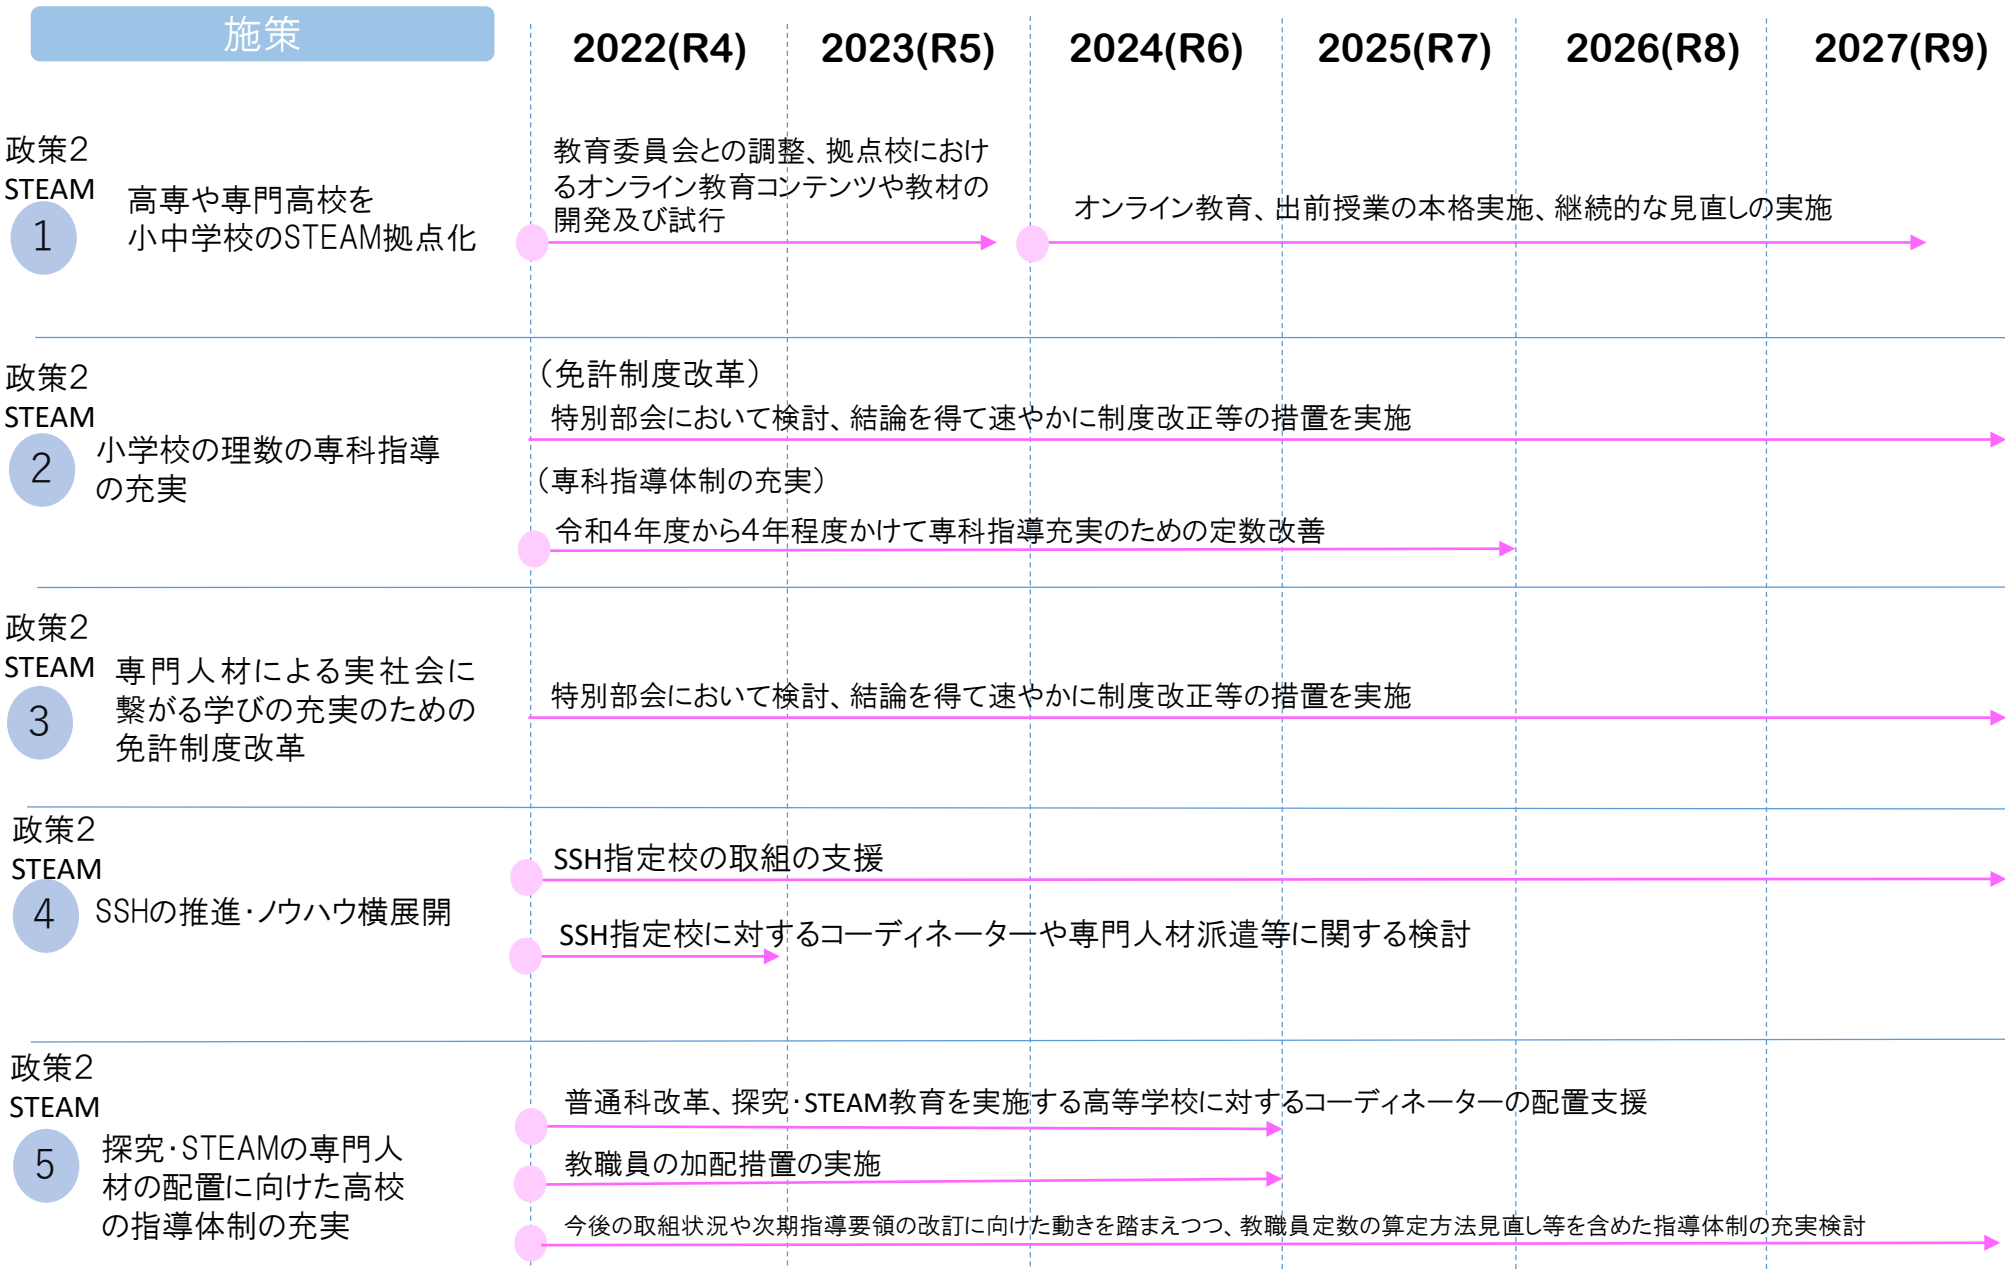 施策
2022(R4)
2023(R5)
2024(R6)
2025(R7)
2026(R8)
2027(R9)
政策2
STEAM
1
高専や専門高校を
小中学校のSTEAM拠点化
教育委員会との調整、拠点校におけ
るオンライン教育コンテンツや教材の
開発及び試行
オンライン教育、出前授業の本格実施、継続的な見直しの実施
政策2
STEAM
2
小学校の理数の専科指導
の充実
（免許制度改革）
特別部会において検討、結論を得て速やかに制度改正等の措置を実施
（専科指導体制の充実）
令和4年度から4年程度かけて専科指導充実のための定数改善
政策2
STEAM
3
専門人材による実社会に
繋がる学びの充実のための
免許制度改革
特別部会において検討、結論を得て速やかに制度改正等の措置を実施
政策2
STEAM
4
SSHの推進・ノウハウ横展開
SSH指定校の取組の支援
SSH指定校に対するコーディネーターや専門人材派遣等に関する検討
政策2
STEAM
5
探究・STEAMの専門人
材の配置に向けた高校
の指導体制の充実
普通科改革、探究・STEAM教育を実施する高等学校に対するコーディネーターの配置支援
教職員の加配措置の実施
今後の取組状況や次期指導要領の改訂に向けた動きを踏まえつつ、教職員定数の算定方法見直し等を含めた指導体制の充実検討